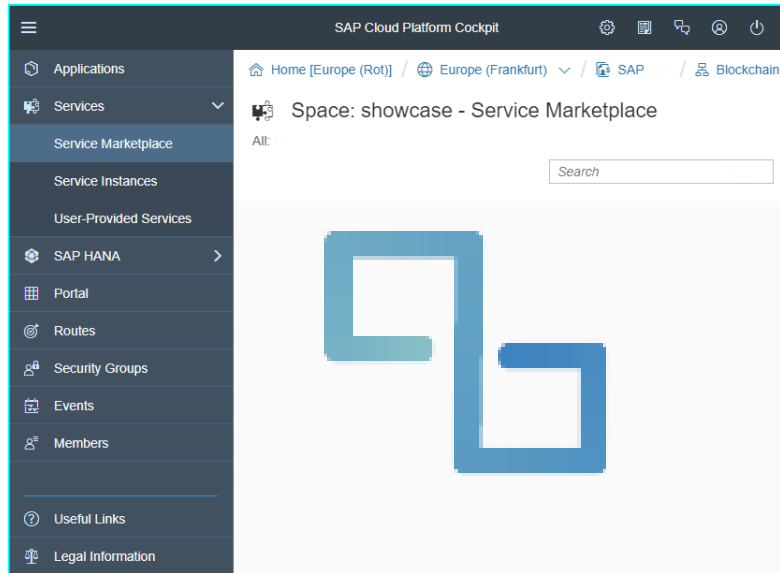 SAP Cloud Platform Cockpit
Applications
Services
Service Marketplace
Service Instances
User-Provided Services
SAP HANA
Portal
Routes
Security Groups
Events
Members
Useful Links
Legal Information
Home [Europe (Rot)] / Europe (Frankfurt) / SAP / Blockchain
Space: showcase - Service Marketplace
All:
Search